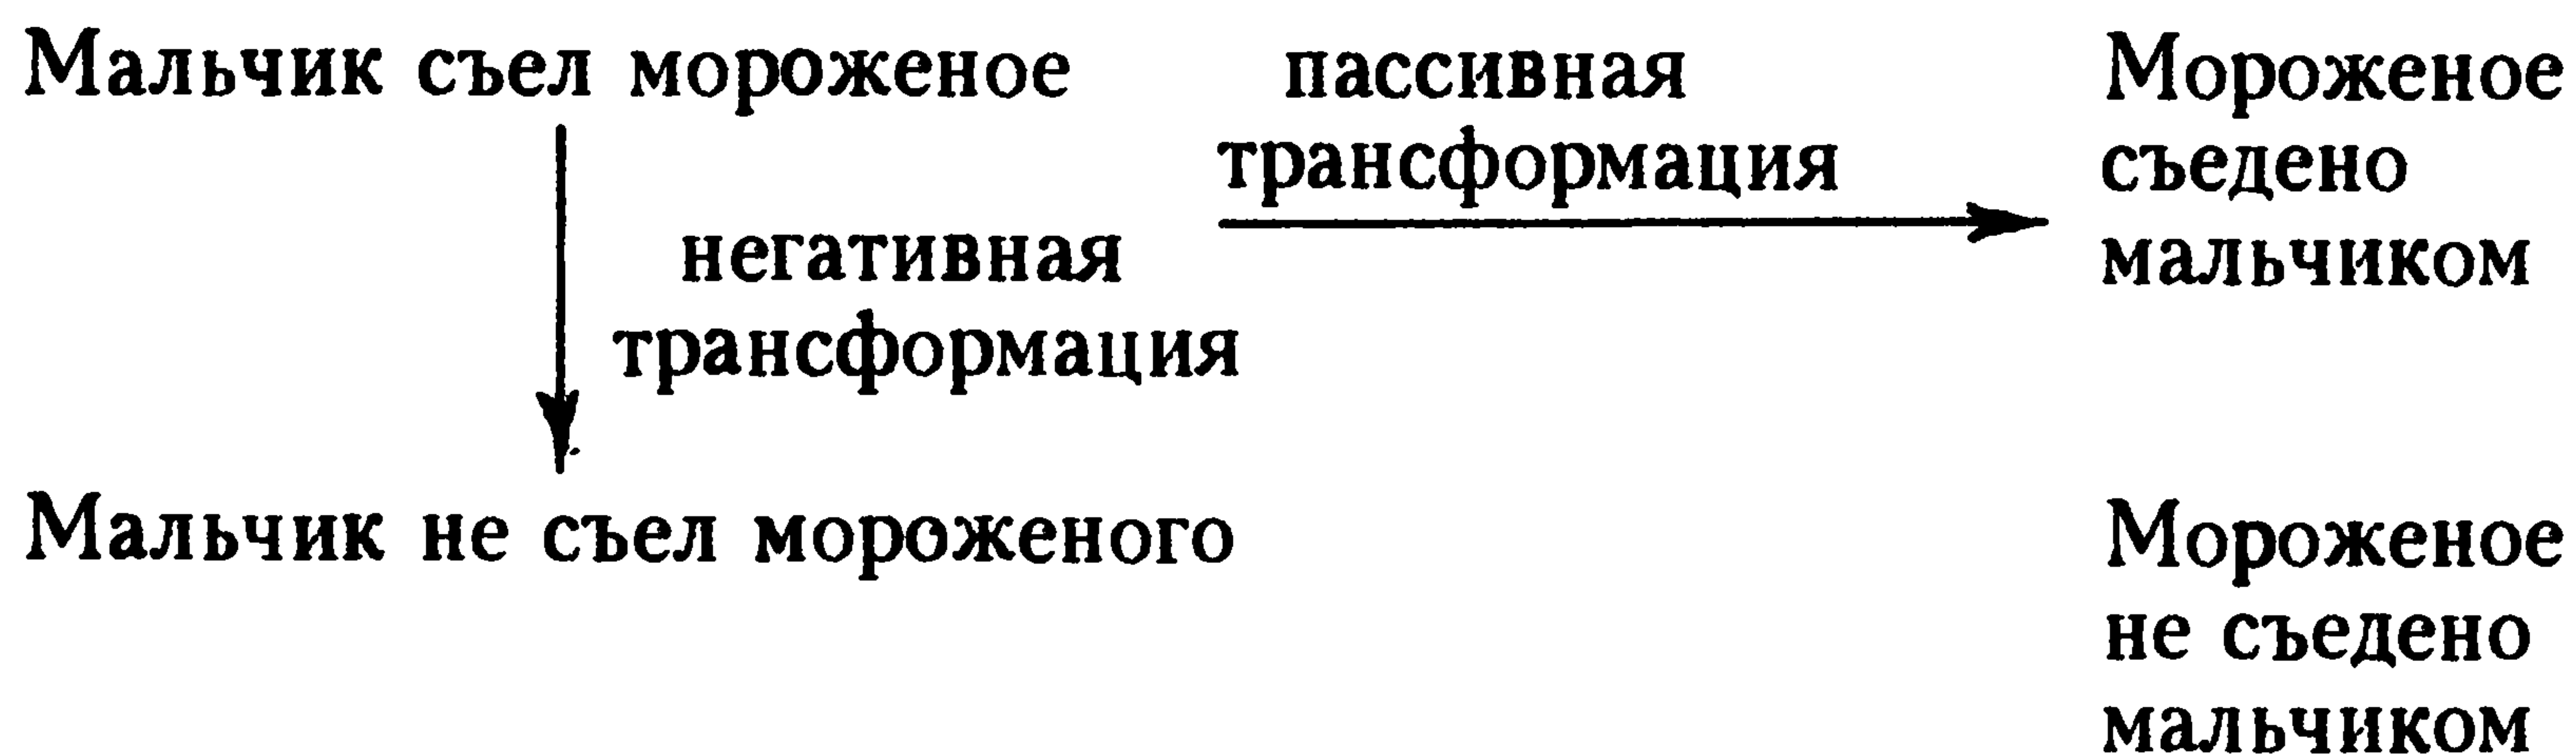 Мальчик съел мороженое
пассивная
трансформация
Мороженое
съедено
мальчиком
негативная
трансформация
Мальчик не съел мороженого
Мороженое
не съедено
мальчиком